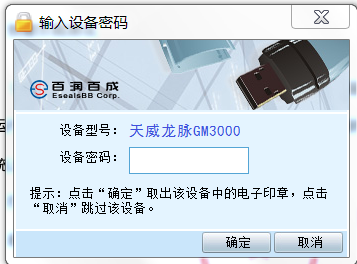 输入设备密码
百润百成
EsealsBB Corp.
设备型号： 天威龙脉GM3000
设备密码：
提示：点击“确定”取出该设备中的电子印章，点击
“取消”跳过该设备。
确定 取消